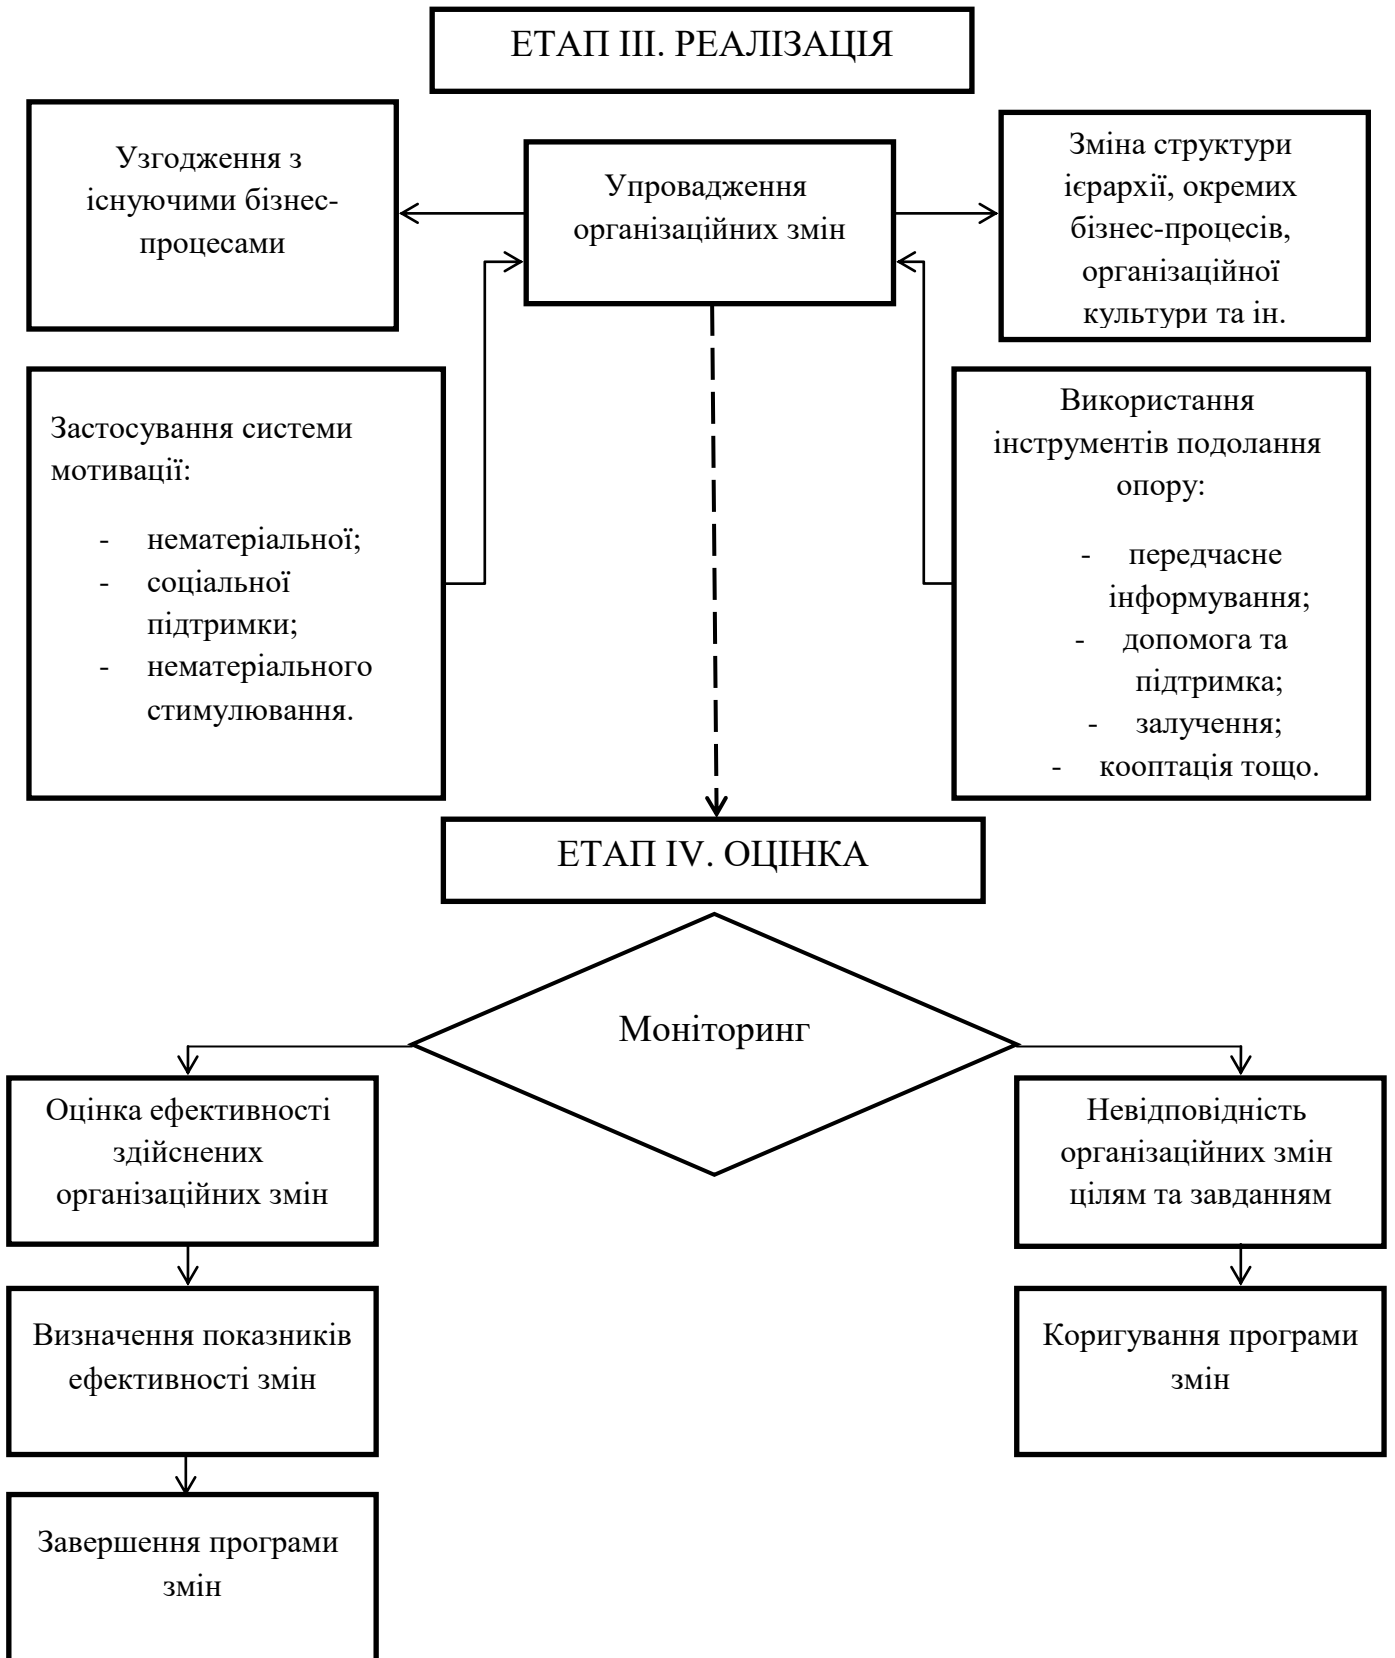 ЕТАП ІІІ. РЕАЛІЗАЦІЯ
Узгодження з
існуючими бізнес-
процесами
Упровадження
організаційних змін
Зміна структури
ієрархії, окремих
бізнес-процесів,
організаційної
культури та ін.
Застосування системи
мотивації:
- нематеріальної;
- соціальної
підтримки;
- нематеріального
стимулювання.
Використання
інструментів подолання
опору:
- передчасне
інформування;
- допомога та
підтримка;
- залучення;
- кооптація тощо.
ЕТАП IV. ОЦІНКА
Моніторинг
Оцінка ефективності
здійснених
організаційних змін
Невідповідність
організаційних змін
цілям та завданням
Визначення показників
ефективності змін
Коригування програми
змін
Завершення програми
змін